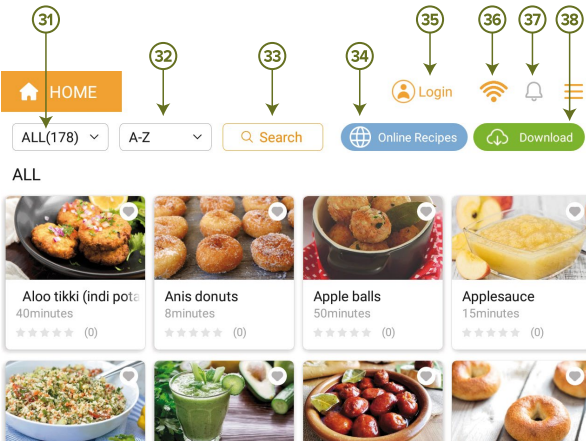 31 32 33 34 35 36 37 38
HOME
Login
ALL(178) A-Z Search Online Recipes Download
ALL
Aloo tikki (indi pota Anis donuts Apple balls Applesauce
40minutes 8minutes 50minutes 15minutes
(0) (0) (0) (0)